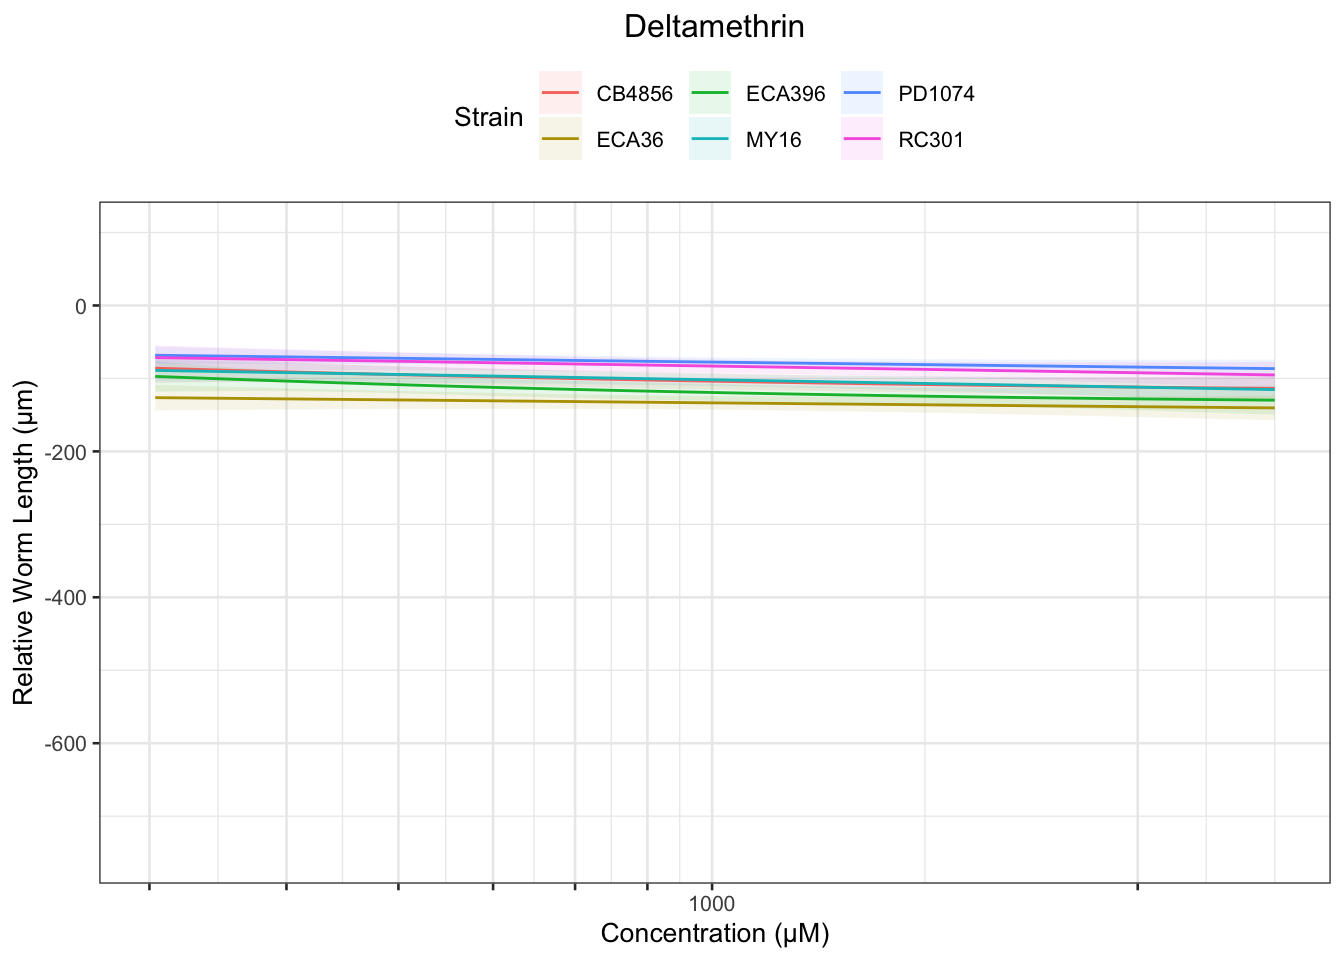 Deltamethrin
Strain
CB4856 ECA396 PD1074
ECA36 MY16 RC301
Relative Worm Length (µm)
0
-200
-400
-600
1000
Concentration (µM)